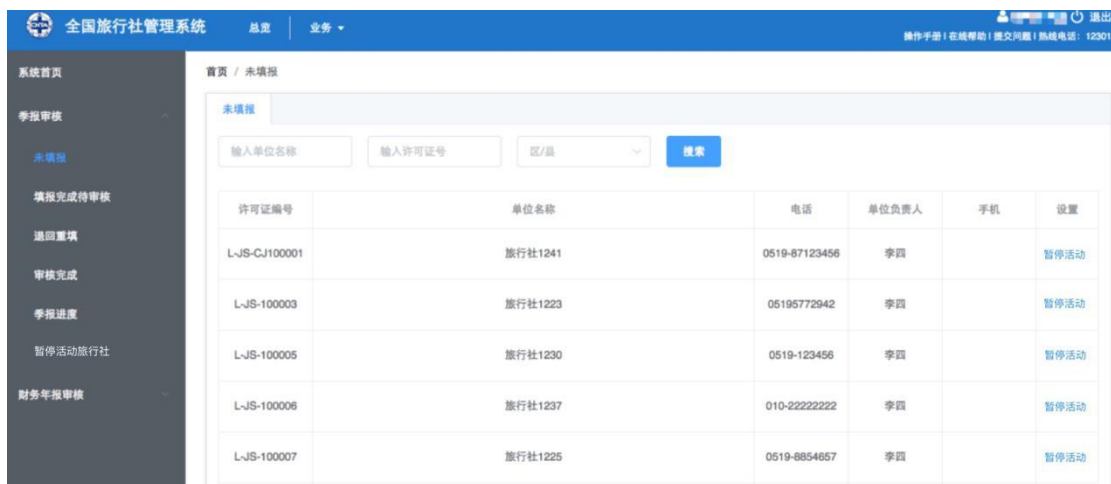 CNTA 全国旅行社管理系统 总览 业务 退出
操作手册 | 在线帮助 | 提交问题 | 热线电话：12301
系统首页
季报审核
未填报
填报完成待审核
退回重填
审核完成
季报进度
暂停活动旅行社
财务年报审核
首页 / 未填报
未填报
输入单位名称 输入许可证号 区/县 搜索
许可证编号 单位名称 电话 单位负责人 手机 设置
L-JS-CJ100001 旅行社1241 0519-87123456 李四 暂停活动
L-JS-100003 旅行社1223 05195772942 李四 暂停活动
L-JS-100005 旅行社1230 0519-123456 李四 暂停活动
L-JS-100006 旅行社1237 010-22222222 李四 暂停活动
L-JS-100007 旅行社1225 0519-8854657 李四 暂停活动